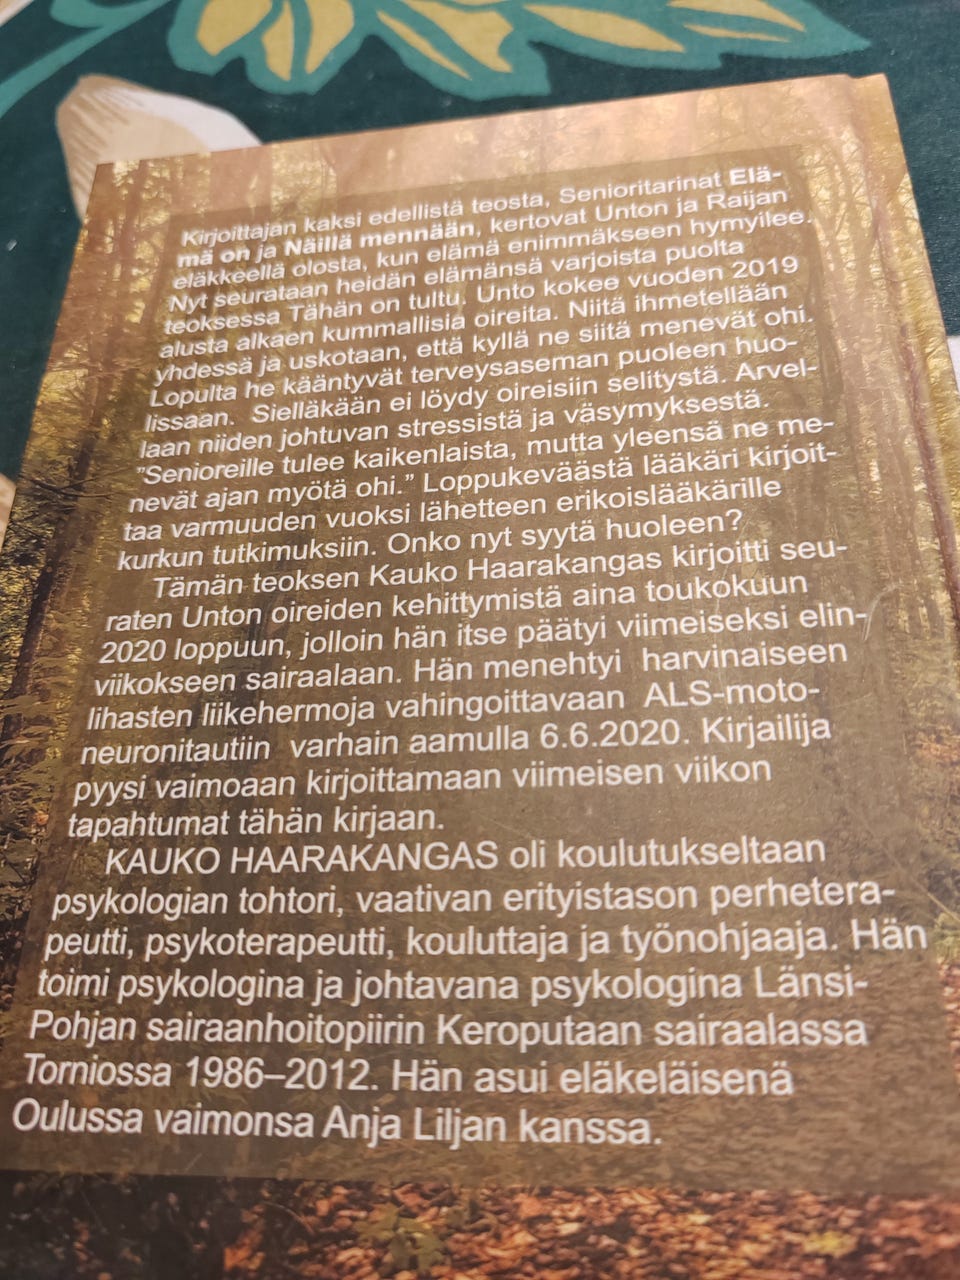 Kirjoittajan kaksi edellistä teosta, Senioritarinat Elä-
mä on ja Näillä mennään, kertovat Unton ja Raijan
eläkkeellä olosta, kun elämä enimmäkseen hymyilee.
Nyt seurataan heidän elämänsä varjoista puolta
teoksessa Tähän on tultu. Unto kokee vuoden 2019
alusta alkaen kummallisia oireita. Niitä ihmetellään
yhdessä ja uskotaan, että kyllä ne siitä menevät ohi.
Lopulta he kääntyvät terveysaseman puoleen huo-
lissaan. Sielläkään ei löydy oireisiin selitystä. Arvel-
laan niiden johtuvan stressistä ja väsymyksestä.
"Senioreille tulee kaikenlaista, mutta yleensä ne me-
nevät ajan myötä ohi." Loppukeväästä lääkäri kirjoit-
taa varmuuden vuoksi lähetteen erikoislääkärille
kurkun tutkimuksiin. Onko nyt syytä huoleen?
Tämän teoksen Kauko Haarakangas kirjoitti seu-
raten Unton oireiden kehittymistä aina toukokuun
2020 loppuun, jolloin hän itse päätyi viimeiseksi elin-
viikokseen sairaalaan. Hän menehtyi harvinaiseen
lihasten liikehermoja vahingoittavaan ALS-moto-
neuronitautiin varhain aamulla 6.6.2020. Kirjailija
pyysi vaimoaan kirjoittamaan viimeisen viikon
tapahtumat tähän kirjaan.
KAUKO HAARAKANGAS oli koulutukseltaan
psykologian tohtori, vaativan erityistason perhetera-
peutti, psykoterapeutti, kouluttaja ja työnohjaaja. Hän
toimi psykologina ja johtavana psykologina Länsi-
Pohjan sairaanhoitopiirin Keroputaan sairaalassa
Torniossa 1986–2012. Hän asui eläkeläisenä
Oulussa vaimonsa Anja Liljan kanssa.